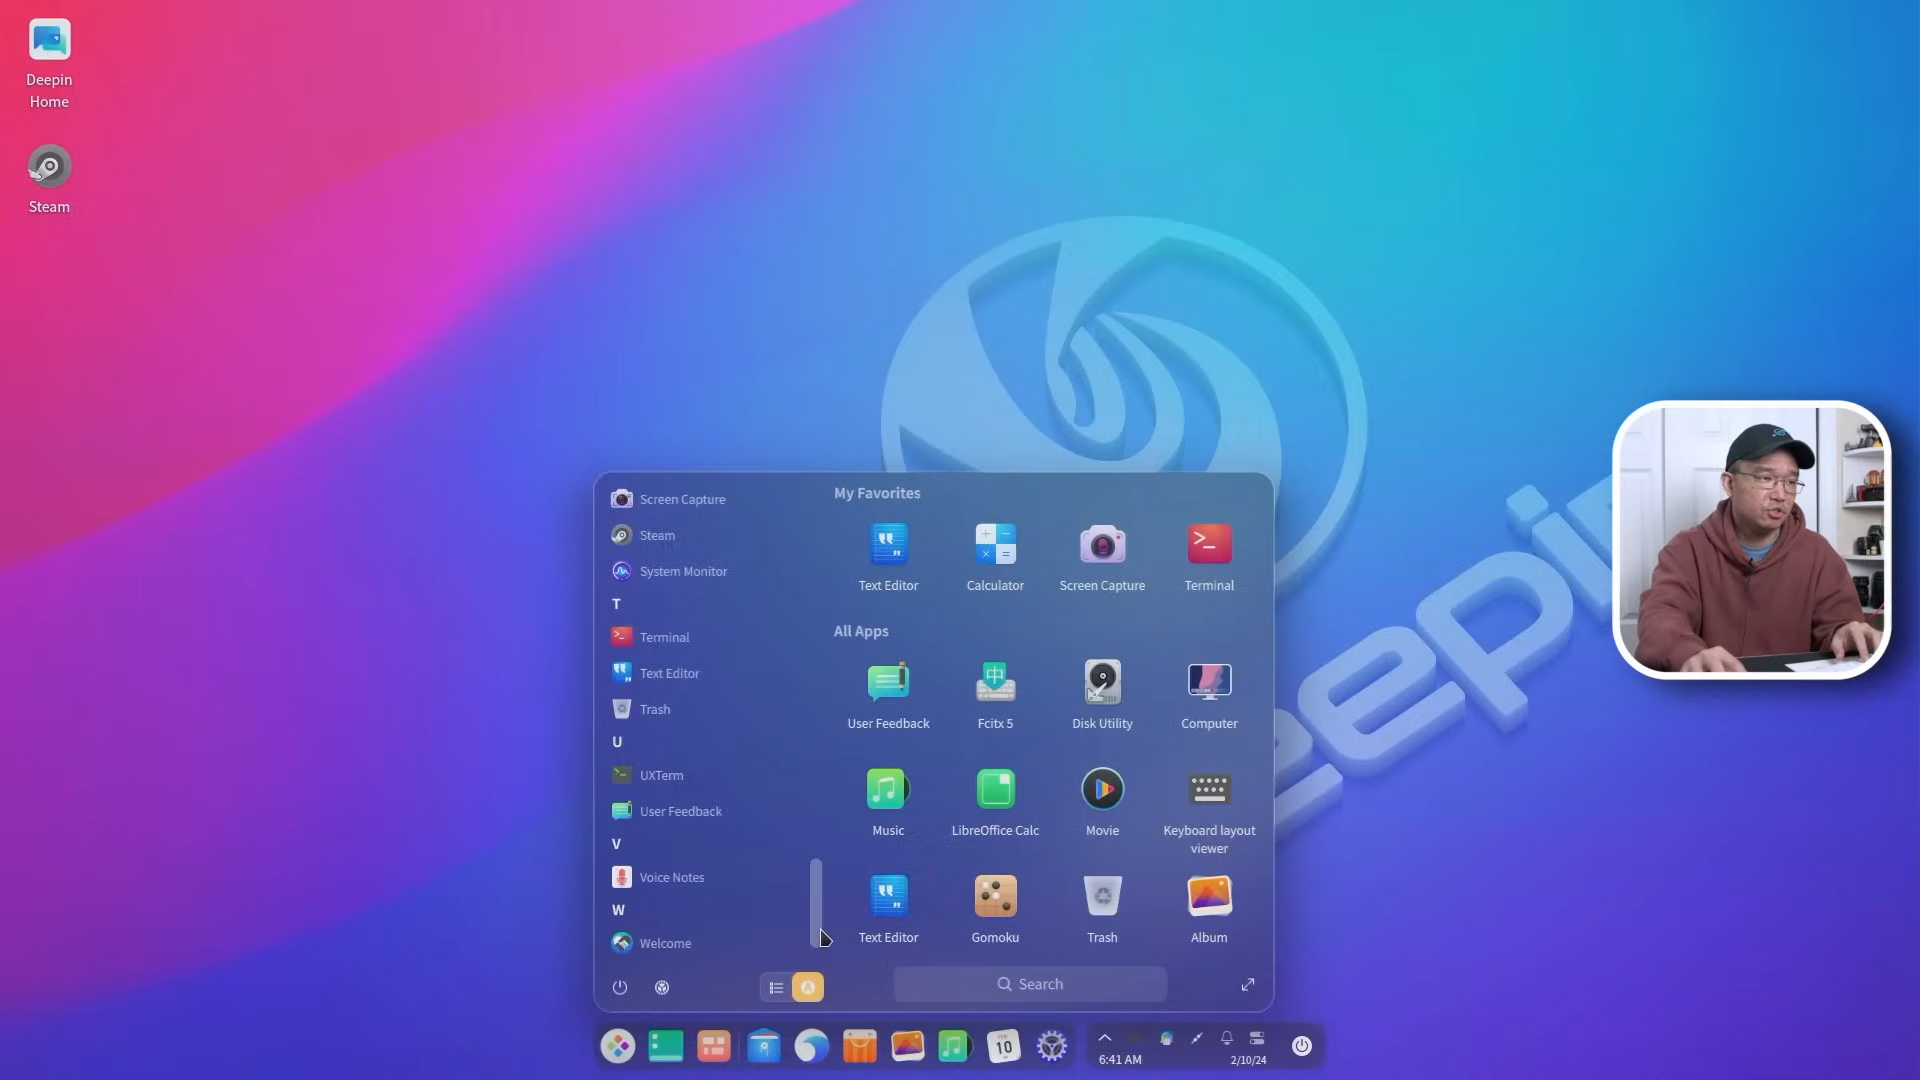 Deepin
Home
Steam
Screen Capture
Steam
System Monitor
T
Terminal
Text Editor
Trash
U
UXTerm
User Feedback
V
Voice Notes
W
Welcome
My Favorites
Text Editor
Calculator
Screen Capture
Terminal
All Apps
User Feedback
Fcitx 5
Disk Utility
Computer
Music
LibreOffice Calc
Movie
Keyboard layout
viewer
Text Editor
Gomoku
Trash
Album
Search
10
6:41 AM
2/10/24